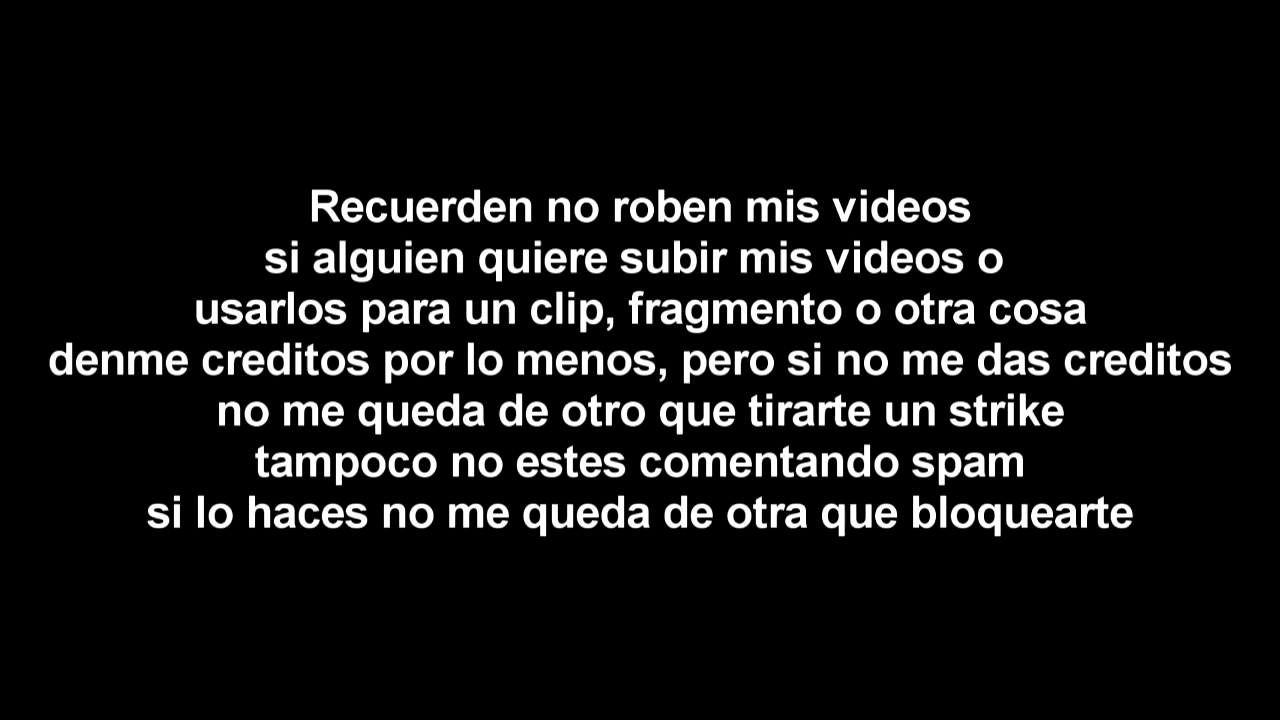 Recuerden no roben mis videos
si alguien quiere subir mis videos o
usarlos para un clip, fragmento o otra cosa
denme creditos por lo menos, pero si no me das creditos
no me queda de otro que tirarte un strike
tampoco no estes comentando spam
si lo haces no me queda de otra que bloquearte